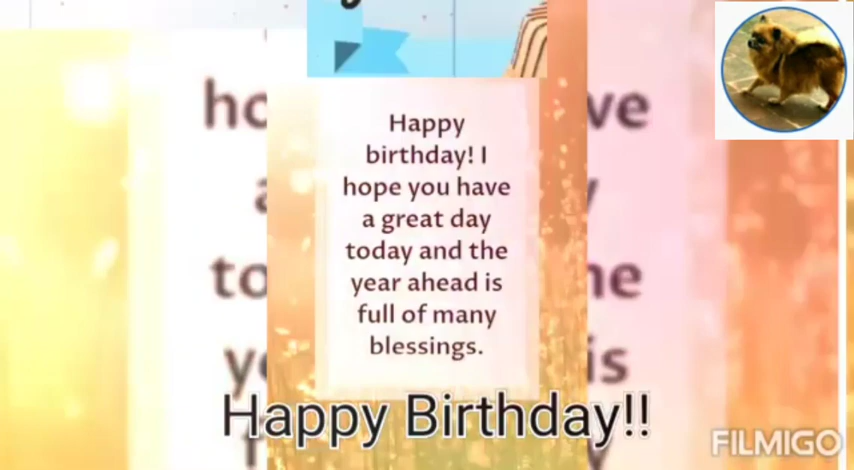 Happy
birthday! I
hope you have
a great day
today and the
year ahead is
full of many
blessings.
Happy Birthday!!
FILMIGO